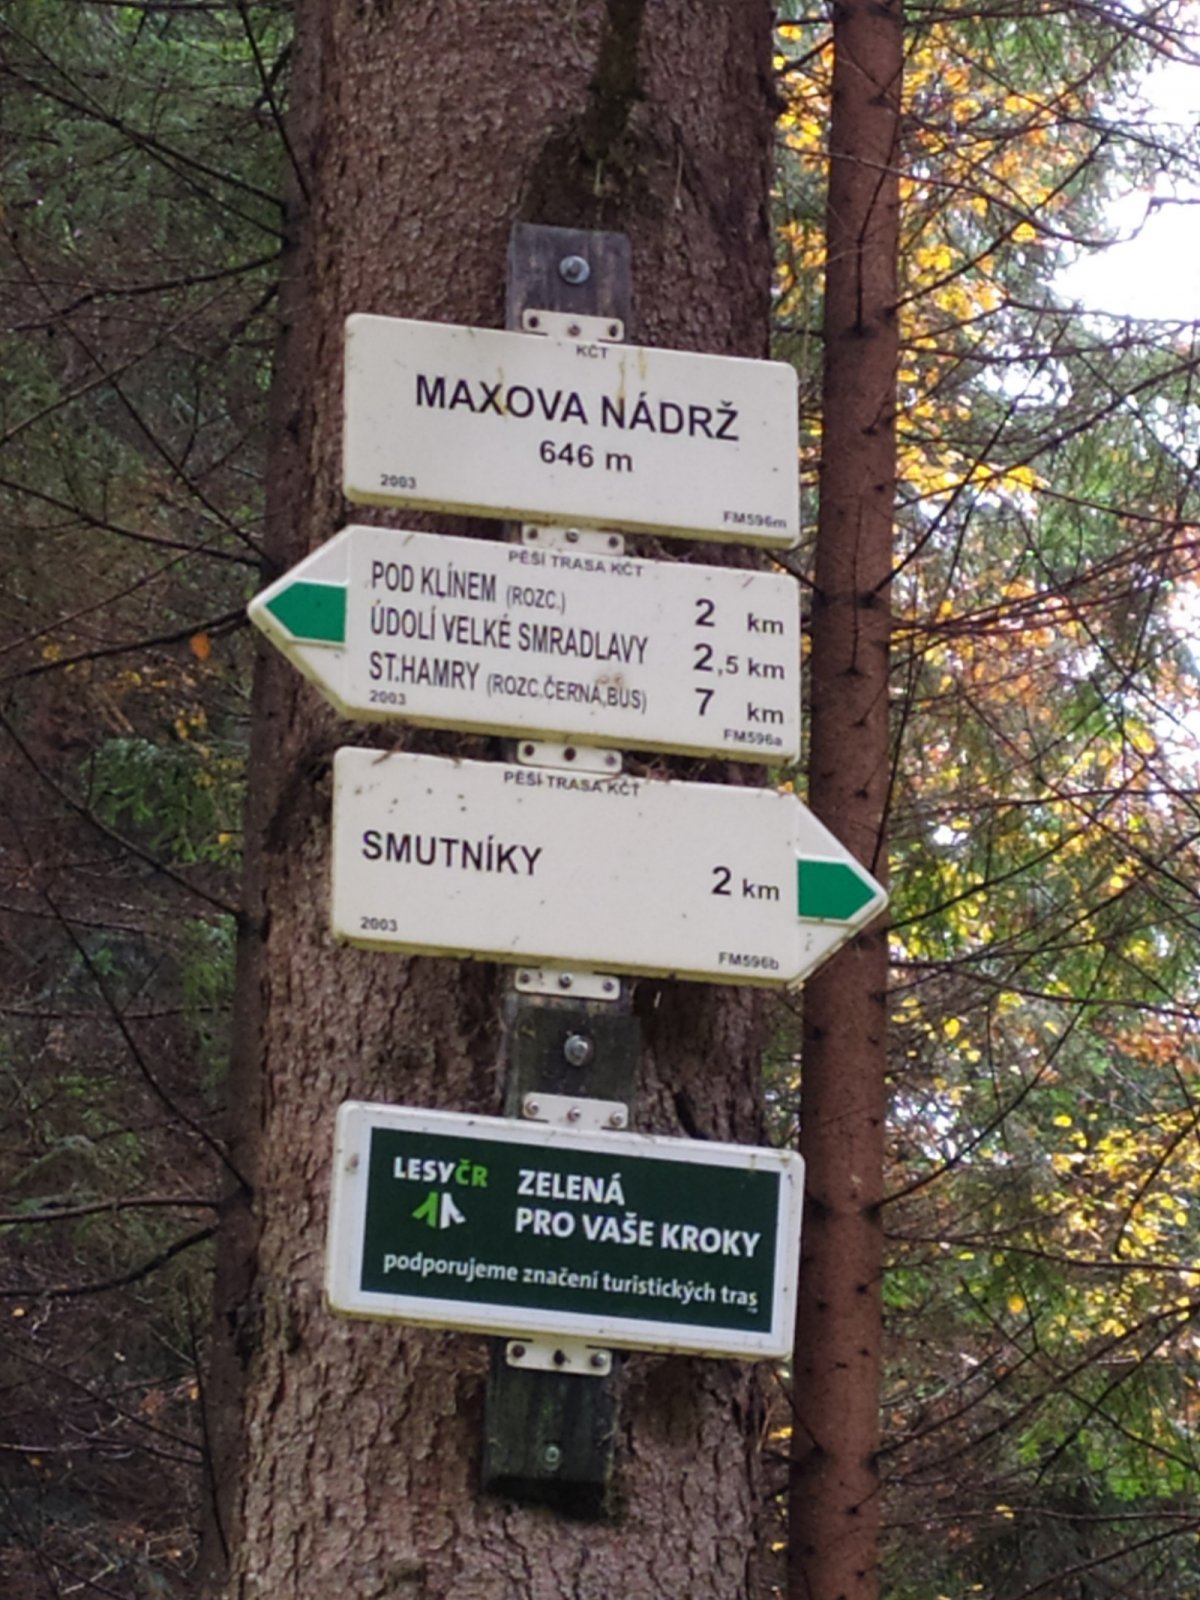 KČT
MAXOVA NÁDRŽ
646 m
2003 FM596m
PĚŠÍ TRASA KČT
POD KLÍNEM (ROZC.) 2 km
ÚDOLÍ VELKÉ SMRADLAVY 2,5 km
ST.HAMRY (ROZC.ČERNÁ,BUS) 7 km
2003 FM596a
PĚŠÍ TRASA KČT
SMUTNÍKY 2 km
2003 FM596b
LESYČR ZELENÁ
PRO VAŠE KROKY
podporujeme značení turistických tras